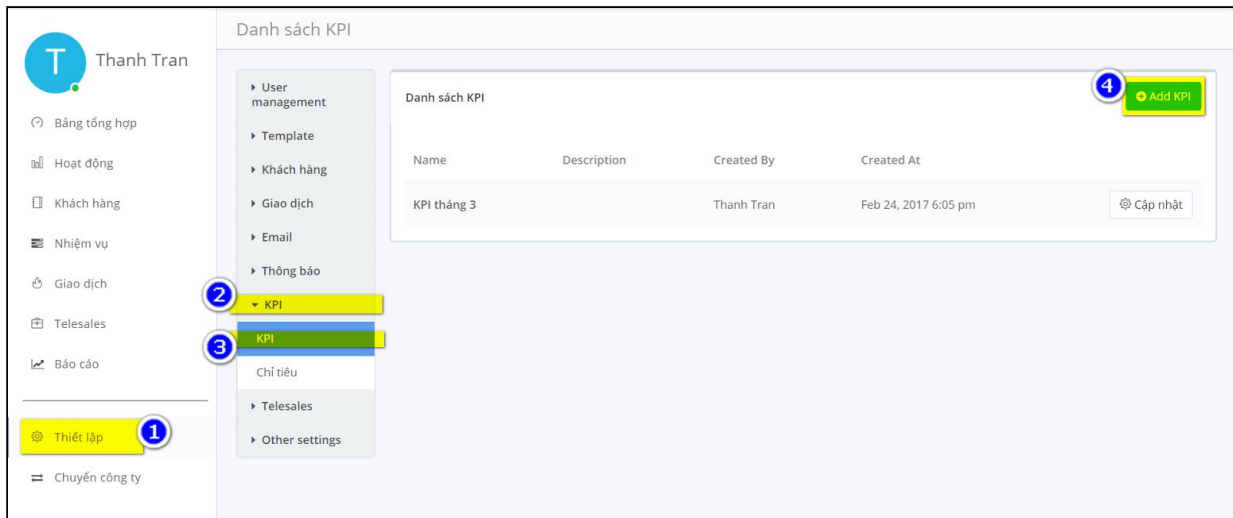 Danh sách KPI
T
Thanh Tran
Bảng tổng hợp
Hoạt động
Khách hàng
Nhiệm vụ
Giao dịch
Telesales
Báo cáo
Thiết lập
1
Chuyển công ty
User
management
Template
Khách hàng
Giao dịch
Email
Thông báo
2
KPI
3
KPI
Chỉ tiêu
Telesales
Other settings
Danh sách KPI
4
Add KPI
Name Description Created By Created At
KPI tháng 3 Thanh Tran Feb 24, 2017 6:05 pm Cập nhật